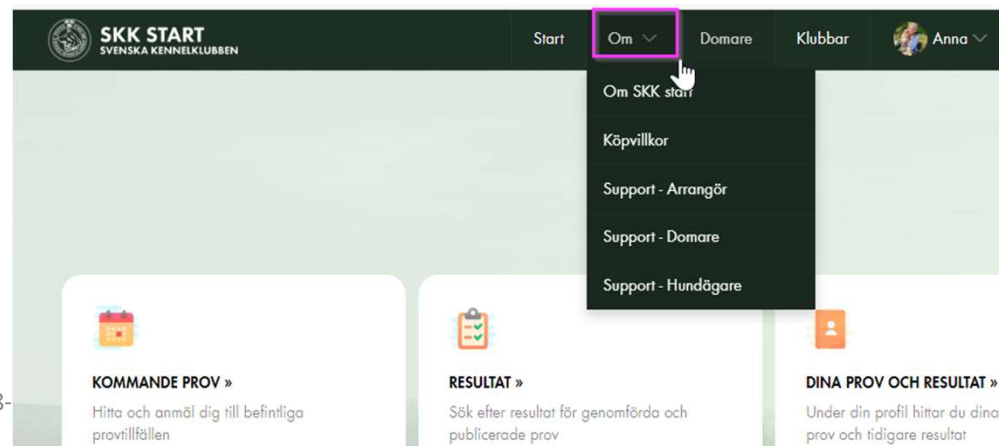 SKK START
SVENSKA KENNELKLUBBEN
Start
Om
Domare
Klubbar
Anna
Om SKK start
Köpvillkor
Support - Arrangör
Support - Domare
Support - Hundägare
KOMMANDE PROV »
Hitta och anmäl dig till befintliga
provtillfällen
RESULTAT »
Sök efter resultat för genomförda och
publicerade prov
DINA PROV OCH RESULTAT »
Under din profil hittar du dina
prov och tidigare resultat